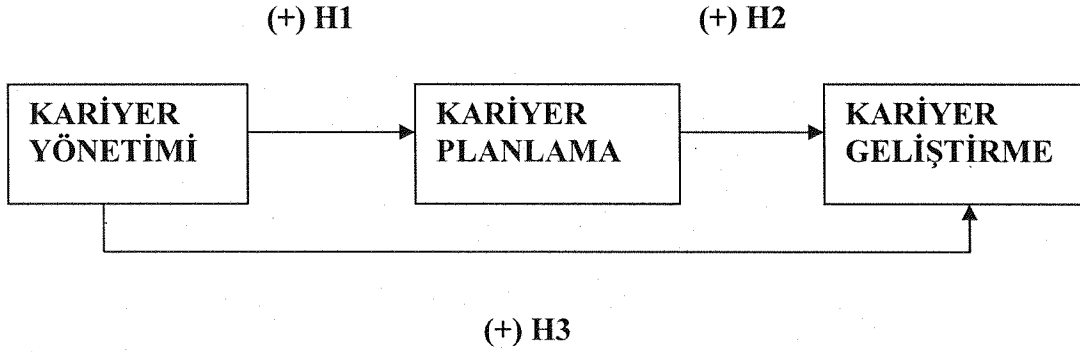 (+) H1
(+) H2
KARİYER
YÖNETİMİ
KARİYER
PLANLAMA
KARİYER
GELİŞTİRME
(+) H3